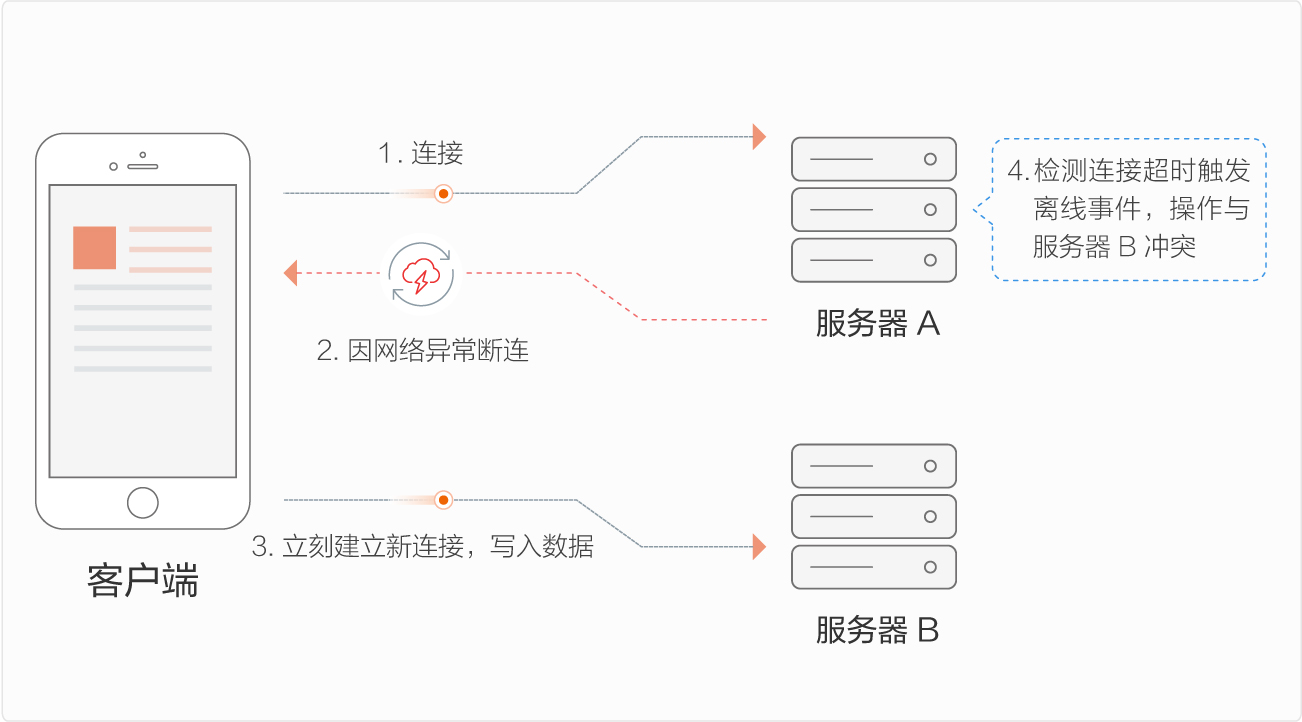 1. 连接
4. 检测连接超时触发
离线事件，操作与
服务器 B 冲突
服务器 A
2. 因网络异常断连
3. 立刻建立新连接，写入数据
客户端
服务器 B